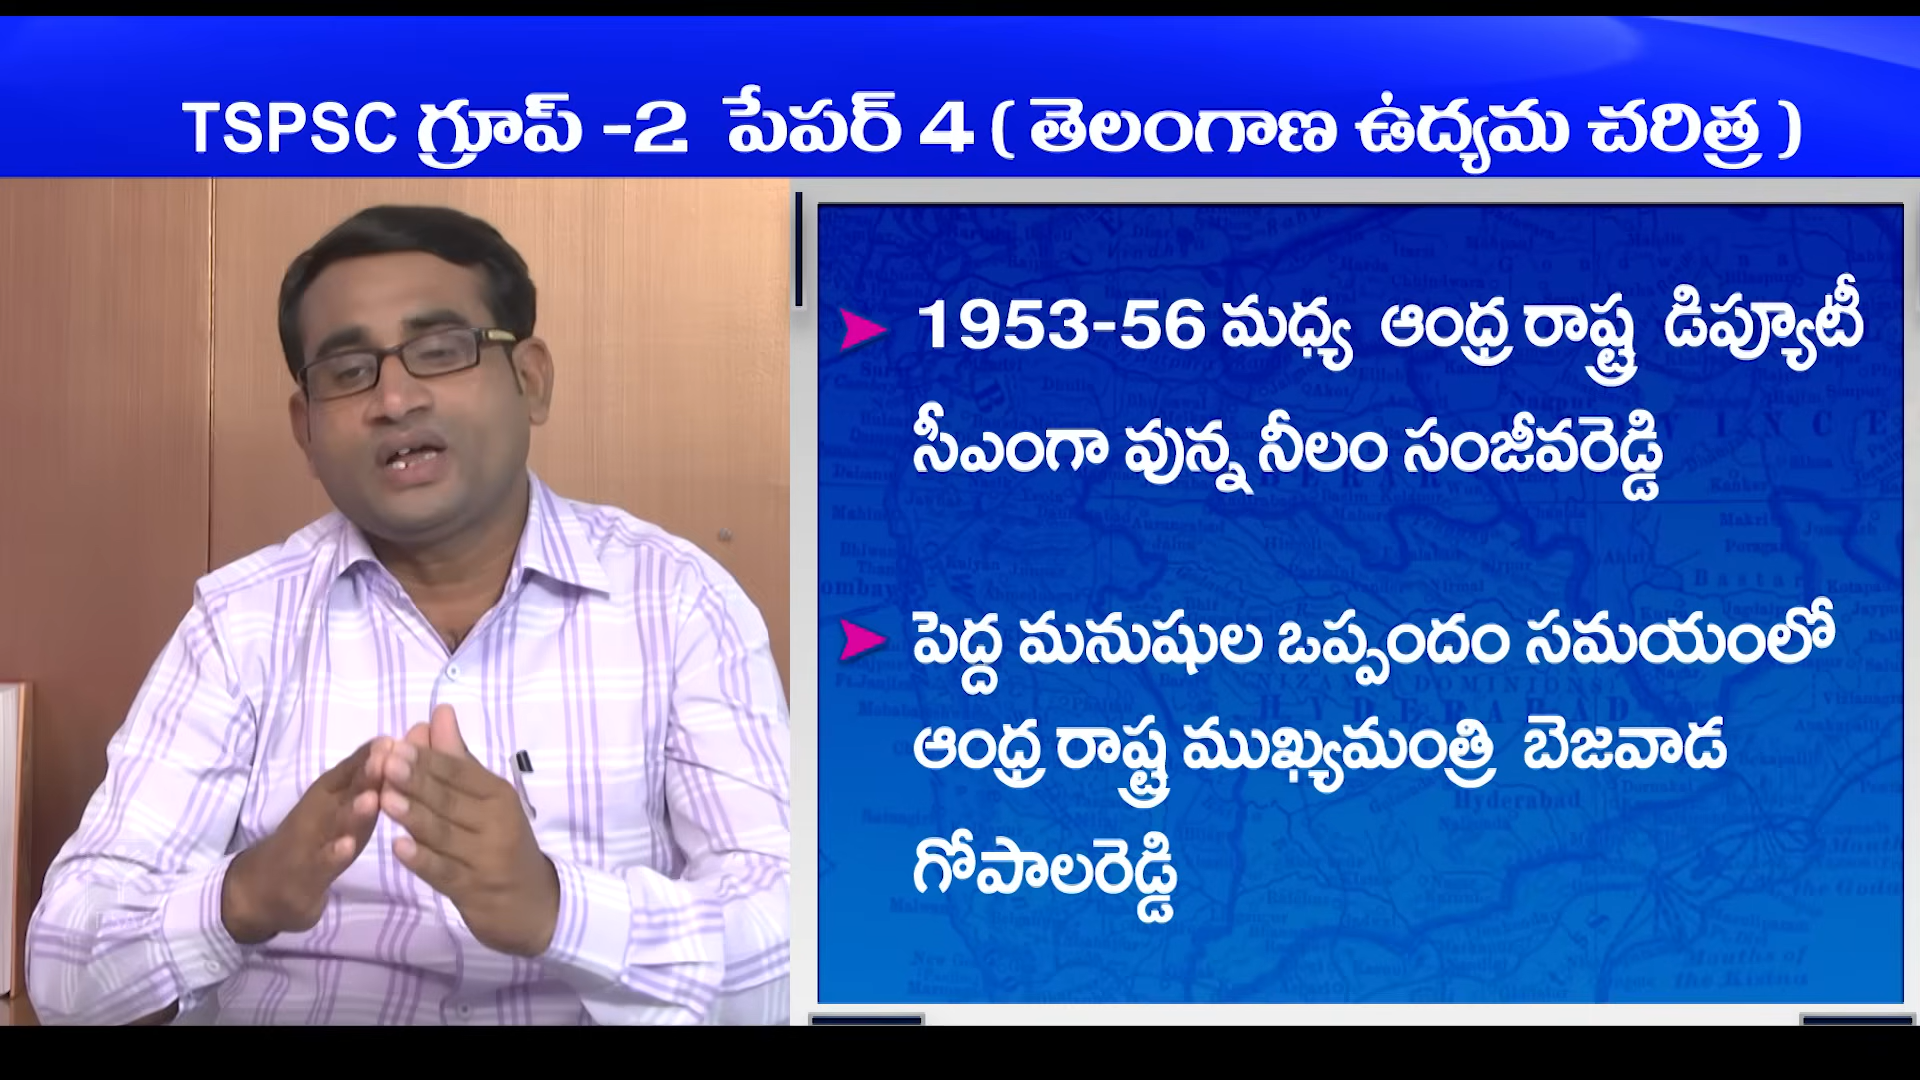 TSPSC గ్రూప్ -2 పేపర్ 4 ( తెలంగాణ ఉద్యమ చరిత్ర )
1953-56 మధ్య ఆంధ్ర రాష్ట్ర డిప్యూటీ
సీఎంగా వున్న నీలం సంజీవరెడ్డి
పెద్ద మనుషుల ఒప్పందం సమయంలో
ఆంధ్ర రాష్ట్ర ముఖ్యమంత్రి బెజవాడ
గోపాలరెడ్డి